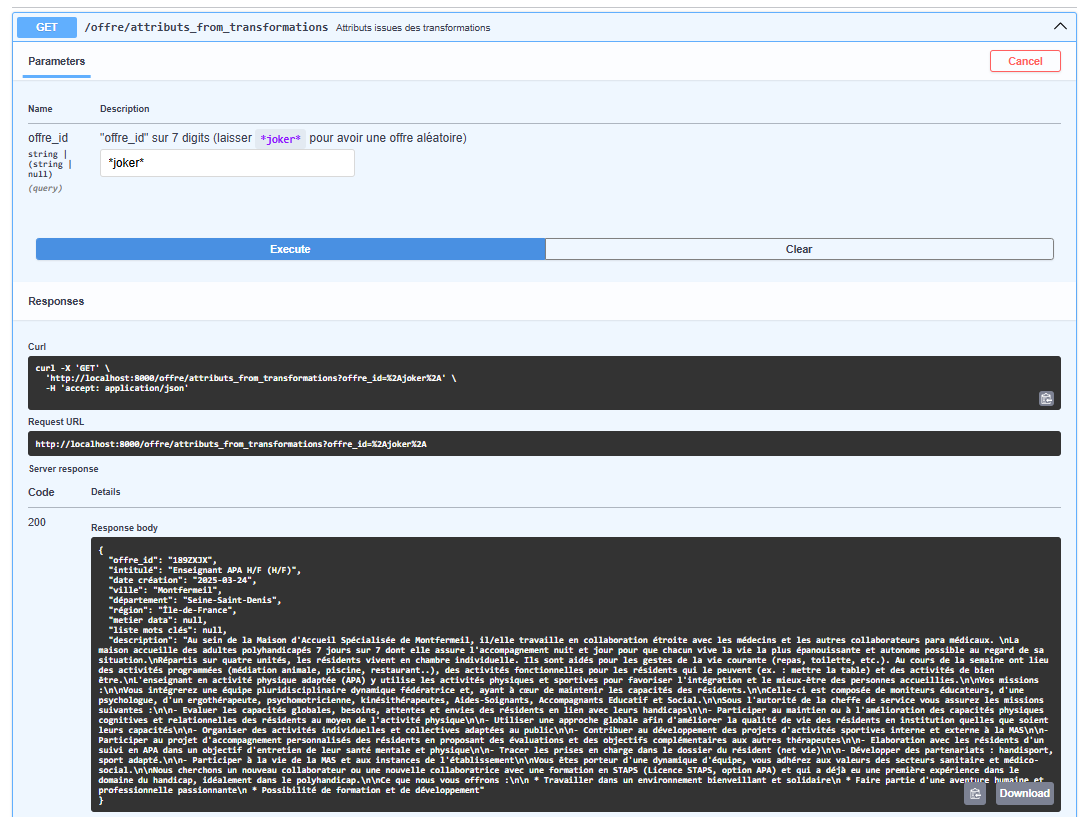 GET /offre/attributs_from_transformations Attributs issues des transformations
Parameters
Cancel
Name Description
offre_id "offre_id" sur 7 digits (laisser *joker* pour avoir une offre aléatoire)
string |
(string |
null)
(query)
*joker*
Execute Clear
Responses
Curl
curl -X 'GET' \
'http://localhost:8000/offre/attributs_from_transformations?offre_id=%2Ajoker%2A' \
-H 'accept: application/json'
Request URL
http://localhost:8000/offre/attributs_from_transformations?offre_id=%2Ajoker%2A
Server response
Code Details
200
Response body
{
"offre_id": "189ZXJX",
"intitulé": "Enseignant APA H/F (H/F)",
"date création": "2025-03-24",
"ville": "Montfermeil",
"département": "Seine-Saint-Denis",
"région": "Île-de-France",
"metier data": null,
"liste mots clés": null,
"description": "Au sein de la Maison d'Accueil Spécialisée de Montfermeil, il/elle travaille en collaboration étroite avec les médecins et les autres collaborateurs para médicaux. \nLa
maison accueille des adultes polyhandicapés 7 jours sur 7 dont elle assure l'accompagnement nuit et jour pour que chacun vive la vie la plus épanouissante et autonome possible au regard de sa
situation.\nRépartis sur quatre unités, les résidents vivent en chambre individuelle. Ils sont aidés pour les gestes de la vie courante (repas, toilette, etc.). Au cours de la semaine ont lieu
des activités programmées (médiation animale, piscine, restaurant..), des activités fonctionnelles pour les résidents qui le peuvent (ex. : mettre la table) et des activités de bien
être.\nL'enseignant en activité physique adaptée (APA) y utilise les activités physiques et sportives pour favoriser l'intégration et le mieux-être des personnes accueillies.\n\nVos missions
:\n\nVous intégrerez une équipe pluridisciplinaire dynamique fédératrice et, ayant à cœur de maintenir les capacités des résidents.\n\nCelle-ci est composée de moniteurs éducateurs, d'une
psychologue, d'un ergothérapeute, psychomotricienne, kinésithérapeutes, Aides-Soignants, Accompagnants Educatif et Social.\n\nSous l'autorité de la cheffe de service vous assurez les missions
suivantes :\n\n- Evaluer les capacités globales, besoins, attentes et envies des résidents en lien avec leurs handicaps\n\n- Participer au maintien ou à l'amélioration des capacités physiques
cognitives et relationnelles des résidents au moyen de l'activité physique\n\n- Utiliser une approche globale afin d'améliorer la qualité de vie des résidents en institution quelles que soient
leurs capacités\n\n- Organiser des activités individuelles et collectives adaptées au public\n\n- Contribuer au développement des projets d'activités sportives interne et externe à la MAS\n\n-
Participer au projet d'accompagnement personnalisés des résidents en proposant des évaluations et des objectifs complémentaires aux autres thérapeutes\n\n- Elaboration avec les résidents d'un
suivi en APA dans un objectif d'entretien de leur santé mentale et physique\n\n- Tracer les prises en charge dans le dossier du résident (net vie)\n\n- Développer des partenariats : handisport,
sport adapté.\n\n- Participer à la vie de la MAS et aux instances de l'établissement\n\nVous êtes porteur d'une dynamique d'équipe, vous adhérez aux valeurs des secteurs sanitaire et médico-
social.\n\nNous cherchons un nouveau collaborateur ou une nouvelle collaboratrice avec une formation en STAPS (Licence STAPS, option APA) et qui a déjà eu une première expérience dans le
domaine du handicap, idéalement dans le polyhandicap.\n\nCe que nous vous offrons :\n\n * Travailler dans un environnement bienveillant et solidaire\n * Faire partie d'une aventure humaine et
professionnelle passionnante\n * Possibilité de formation et de développement"
}
Download